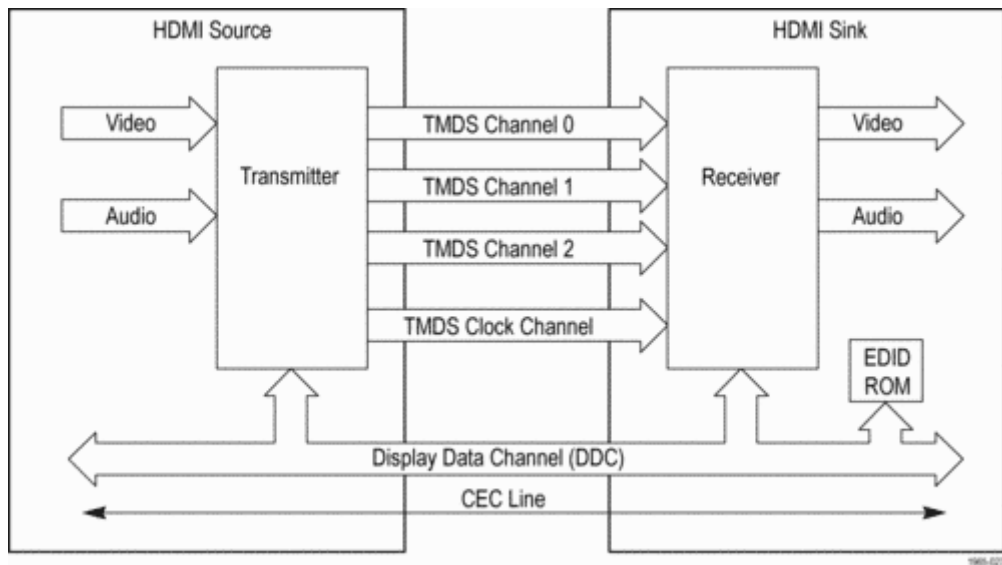 HDMI Source
HDMI Sink
Video
Audio
Transmitter
TMDS Channel 0
TMDS Channel 1
TMDS Channel 2
TMDS Clock Channel
Receiver
Video
Audio
EDID
ROM
Display Data Channel (DDC)
CEC Line